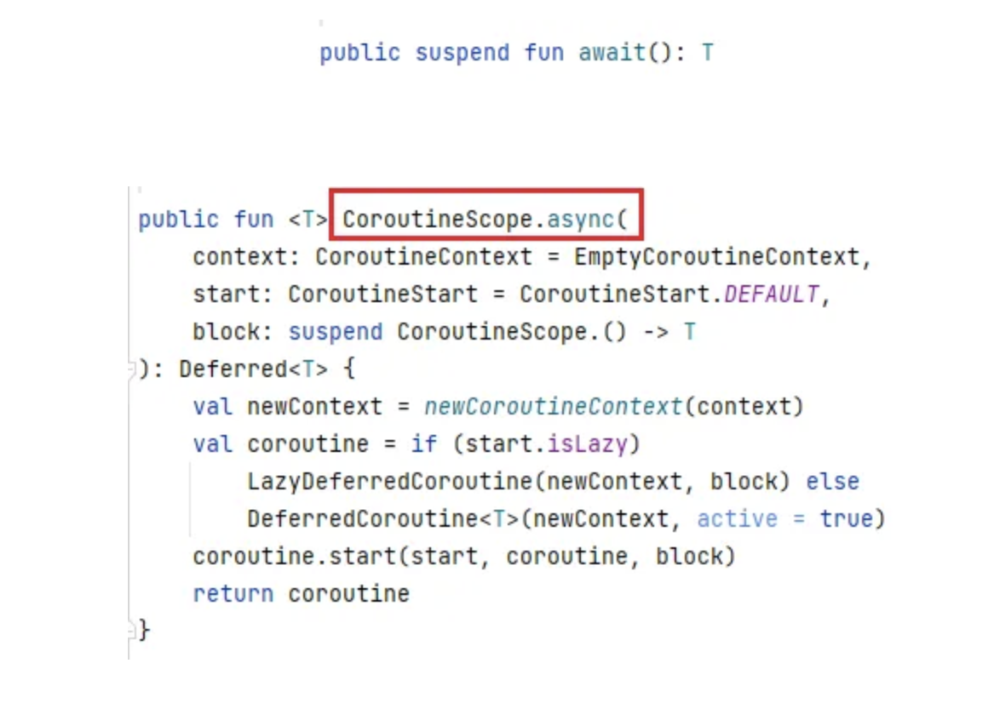 public suspend fun await(): T
public fun <T> CoroutineScope.async(
    context: CoroutineContext = EmptyCoroutineContext,
    start: CoroutineStart = CoroutineStart.DEFAULT,
    block: suspend CoroutineScope.() -> T
): Deferred<T> {
    val newContext = newCoroutineContext(context)
    val coroutine = if (start.isLazy)
        LazyDeferredCoroutine(newContext, block) else
        DeferredCoroutine<T>(newContext, active = true)
    coroutine.start(start, coroutine, block)
    return coroutine
}